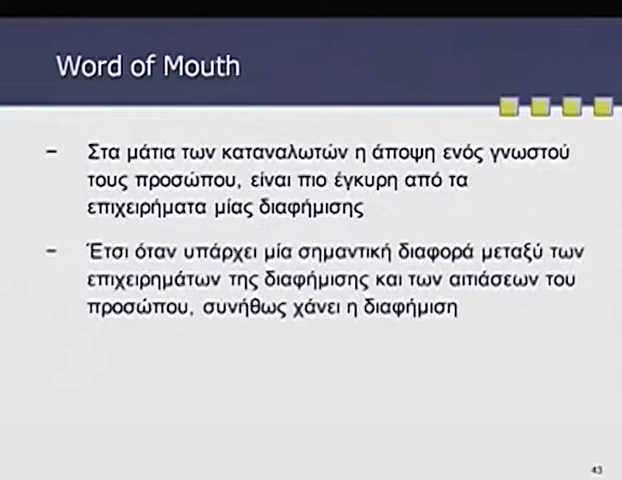 Word of Mouth
– Στα μάτια των καταναλωτών η άποψη ενός γνωστού
τους προσώπου, είναι πιο έγκυρη από τα
επιχειρήματα μίας διαφήμισης
– Έτσι όταν υπάρχει μία σημαντική διαφορά μεταξύ των
επιχειρημάτων της διαφήμισης και των αιτιάσεων του
προσώπου, συνήθως χάνει η διαφήμιση
43